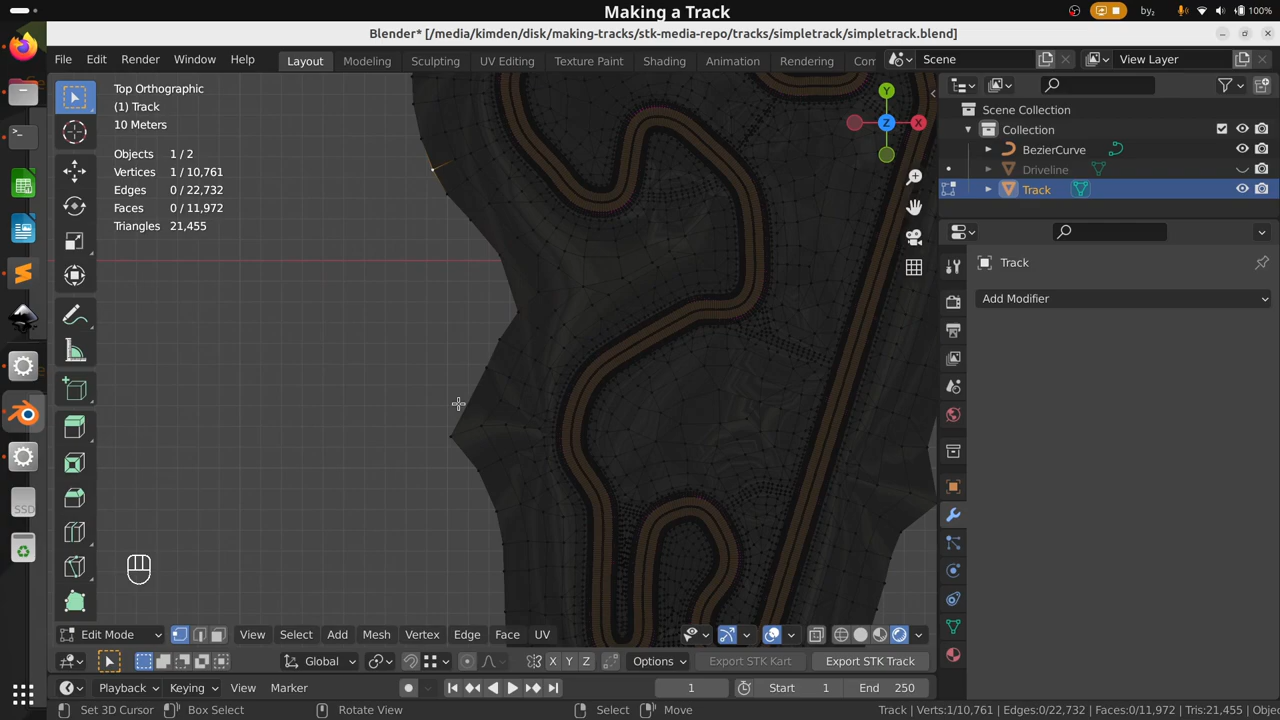 Making a Track
by₂
100%
Blender* [/media/kimden/disk/making-tracks/stk-media-repo/tracks/simpletrack/simpletrack.blend]
File Edit Render Window Help
Layout Modeling Sculpting UV Editing Texture Paint Shading Animation Rendering Com
Scene
View Layer
Top Orthographic
(1) Track
10 Meters
Objects 1 / 2
Vertices 1 / 10,761
Edges 0 / 22,732
Faces 0 / 11,972
Triangles 21,455
Y
Z
X
Scene Collection
Collection
BezierCurve
Driveline
Track
Track
Add Modifier
SSD
Edit Mode View Select Add Mesh Vertex Edge Face UV
Global X Y Z Options Export STK Kart Export STK Track
Playback Keying View Marker 1 Start 1 End 250
Set 3D Cursor Box Select Rotate View Select Move Track | Verts:1/10,761 | Edges:0/22,732 | Faces:0/11,972 | Tris:21,455 | Objec